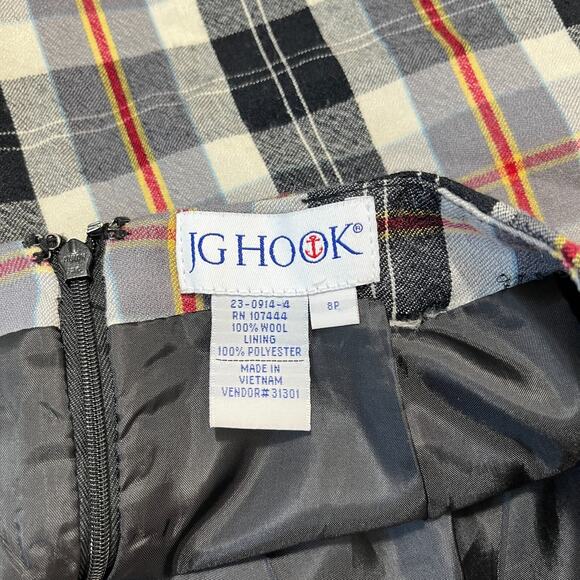 JG HOOK®
23-0914-4
RN 107444
100% WOOL
LINING
100% POLYESTER
MADE IN
VIETNAM
VENDOR#31301
8P